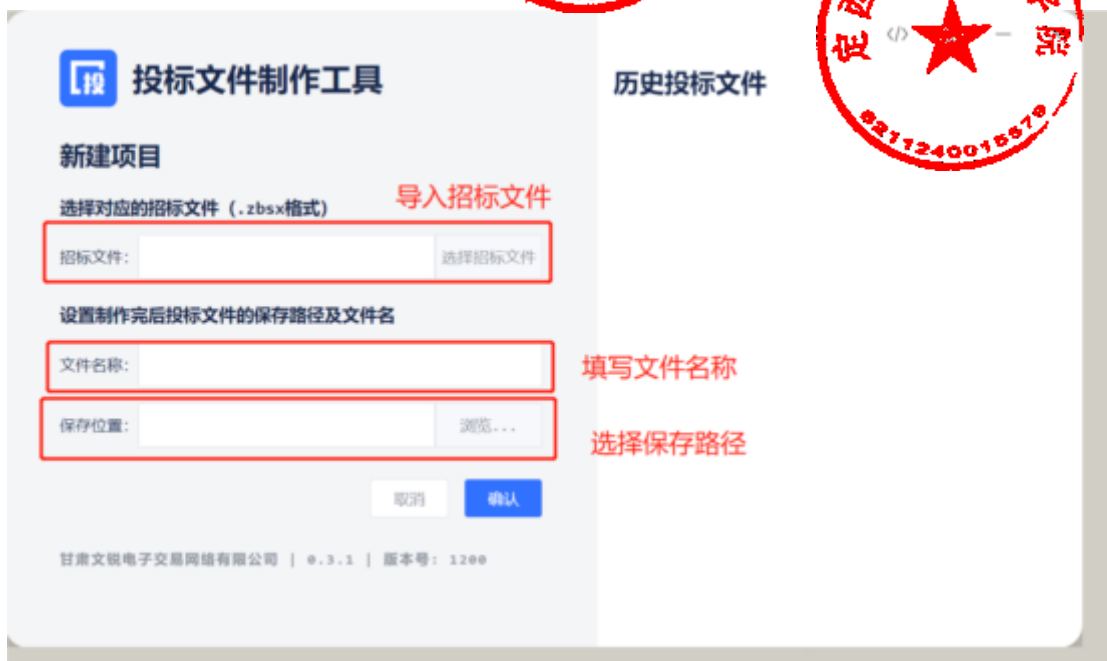 投 投标文件制作工具
历史投标文件
</>
新建项目
选择对应的招标文件（.zbsx格式）
导入招标文件
招标文件:
选择招标文件
设置制作完后投标文件的保存路径及文件名
文件名称:
填写文件名称
保存位置:
浏览...
选择保存路径
取消
确认
甘肃文锐电子交易网络有限公司 | 0.3.1 | 版本号: 1200
定西
院